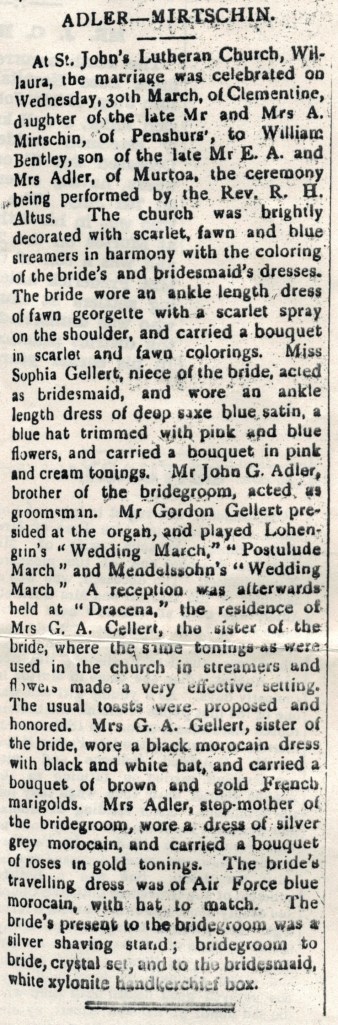 ADLER—MIRTSCHIN.
At St. John's Lutheran Church, Wil-
laura, the marriage was celebrated on
Wednesday, 30th March, of Clementine,
daughter of the late Mr and Mrs A.
Mirtschin, of Penshurs', to William
Bentley, son of the late Mr E. A. and
Mrs Adler, of Murtoa, the ceremony
being performed by the Rev. R. H.
Altus. The church was brightly
decorated with scarlet, fawn and blue
streamers in harmony with the coloring
of the bride's and bridesmaid's dresses.
The bride wore an ankle length dress
of fawn georgette with a scarlet spray
on the shoulder, and carried a bouquet
in scarlet and fawn colorings. Miss
Sophia Gellert, niece of the bride, acted
as bridesmaid, and wore an ankle
length dress of deep saxe blue satin, a
blue hat trimmed with pink and blue
flowers, and carried a bouquet in pink
and cream tonings. Mr John G. Adler,
brother of the bridegroom, acted as
groomsman. Mr Gordon Gellert pre-
sided at the organ, and played Lohen-
grin's "Wedding March," "Postulude
March" and Mendelssohn's "Wedding
March" A reception was afterwards
held at "Dracena," the residence of
Mrs G. A. Cellert, the sister of the
bride, where the same tonings as were
used in the church in streamers and
flowers made a very effective setting.
The usual toasts were proposed and
honored. Mrs G. A. Gellert, sister of
the bride, wore a black morocain dress
with black and white hat, and carried a
bouquet of brown and gold French
marigolds. Mrs Adler, step-mother of
the bridegroom, wore a dress of silver
grey morocain, and carried a bouquet
of roses in gold tonings. The bride's
travelling dress was of Air Force blue
morocain, with hat to match. The
bride's present to the bridegroom was a
silver shaving stand; bridegroom to
bride, crystal set, and to the bridesmaid,
white xylonite handkerchief box.